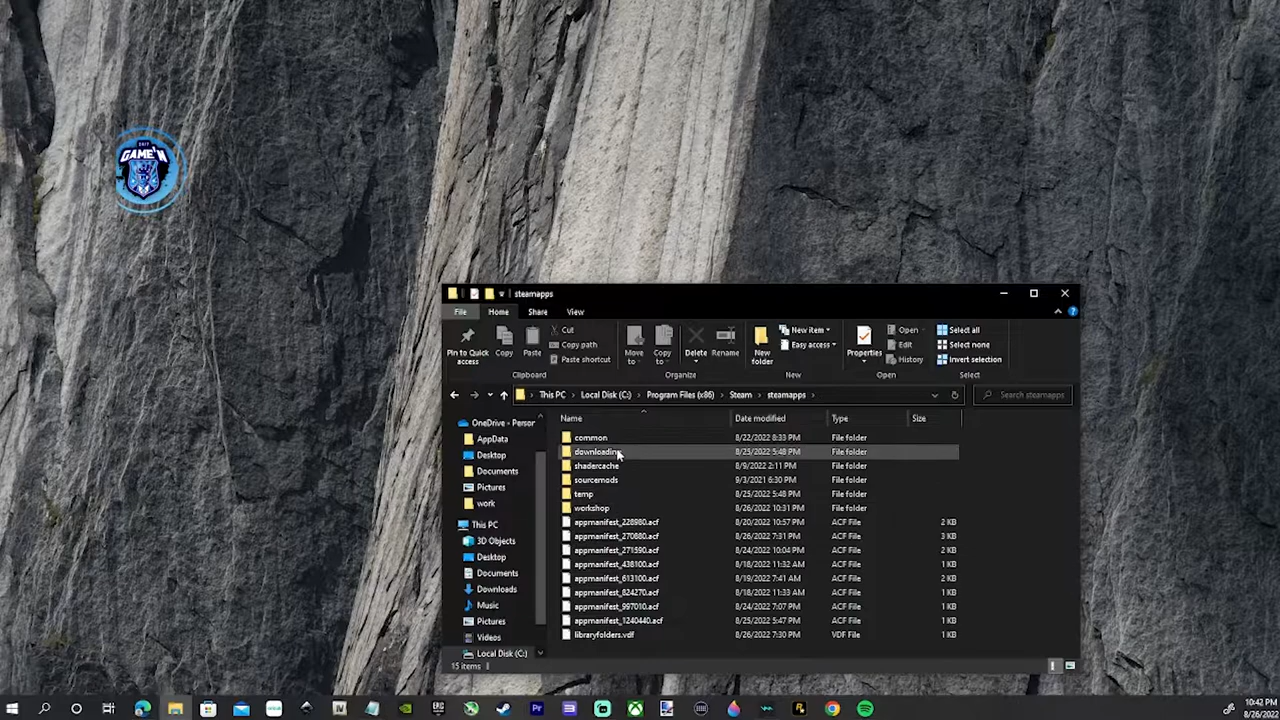 GAME'N
steamapps
File Home Share View
Pin to Quick access
Copy
Paste
Cut
Copy path
Paste shortcut
Move to
Copy to
Delete
Rename
New folder
New item
Easy access
Properties
Open
Edit
History
Select all
Select none
Invert selection
Clipboard Organize New Open Select
This PC Local Disk (C:) Program Files (x86) Steam steamapps
Search steamapps
OneDrive - Person
AppData
Desktop
Documents
Pictures
work
This PC
3D Objects
Desktop
Documents
Downloads
Music
Pictures
Videos
Local Disk (C:)
Name Date modified Type Size
common 8/22/2022 8:33 PM File folder
downloading 8/25/2022 5:48 PM File folder
shadercache 8/9/2022 2:11 PM File folder
sourcemods 9/3/2021 6:30 PM File folder
temp 8/25/2022 5:48 PM File folder
workshop 8/26/2022 10:31 PM File folder
appmanifest_228980.acf 8/20/2022 10:57 PM ACF File 2 KB
appmanifest_270880.acf 8/26/2022 7:31 PM ACF File 3 KB
appmanifest_271590.acf 8/24/2022 10:04 PM ACF File 2 KB
appmanifest_438100.acf 8/18/2022 11:32 AM ACF File 1 KB
appmanifest_613100.acf 8/19/2022 7:41 AM ACF File 2 KB
appmanifest_824270.acf 8/18/2022 11:33 AM ACF File 1 KB
appmanifest_997010.acf 8/24/2022 7:07 PM ACF File 1 KB
appmanifest_1240440.acf 8/25/2022 5:47 PM ACF File 1 KB
libraryfolders.vdf 8/26/2022 7:30 PM VDF File 1 KB
15 items
IV
EPIC
Pr
10:42 PM
8/26/2022